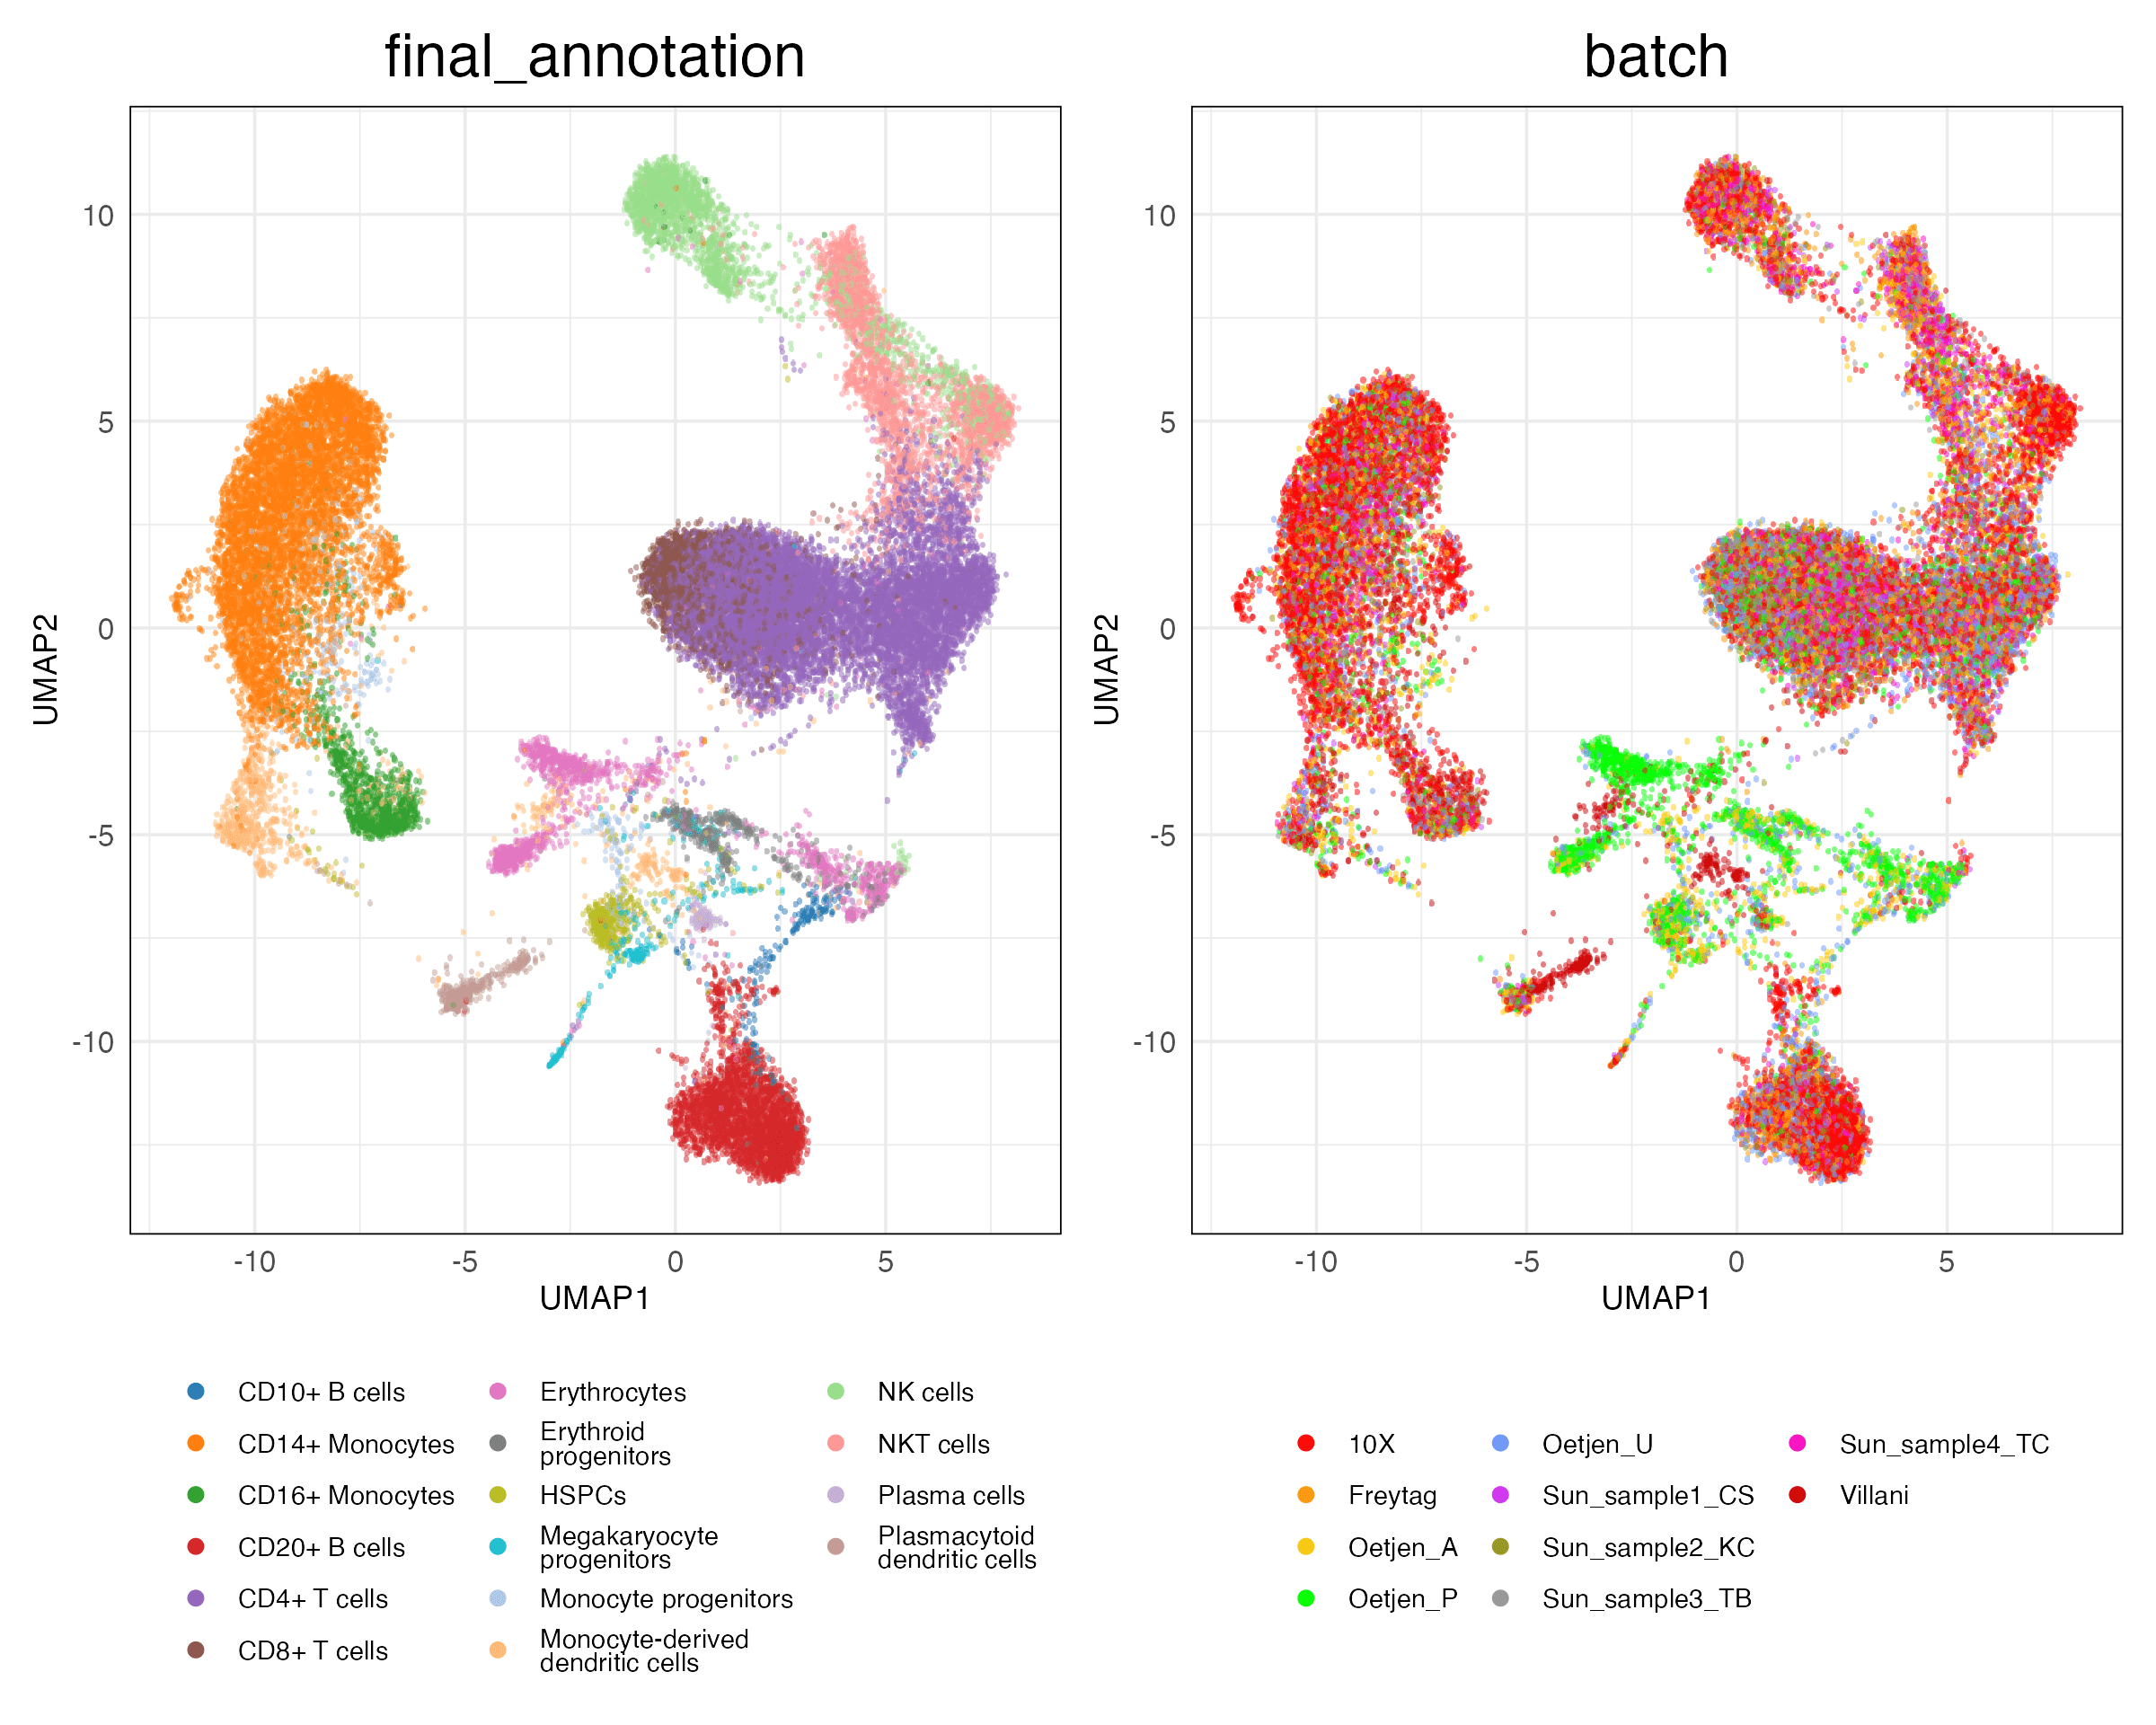 final_annotation
batch
UMAP2
10
5
0
-5
-10
-10
-5
0
5
UMAP1
UMAP2
10
5
0
-5
-10
-10
-5
0
5
UMAP1
CD10+ B cells
CD14+ Monocytes
CD16+ Monocytes
CD20+ B cells
CD4+ T cells
CD8+ T cells
Erythrocytes
Erythroid
progenitors
HSPCs
Megakaryocyte
progenitors
Monocyte progenitors
Monocyte-derived
dendritic cells
NK cells
NKT cells
Plasma cells
Plasmacytoid
dendritic cells
10X
Freytag
Oetjen_A
Oetjen_P
Oetjen_U
Sun_sample1_CS
Sun_sample2_KC
Sun_sample3_TB
Sun_sample4_TC
Villani